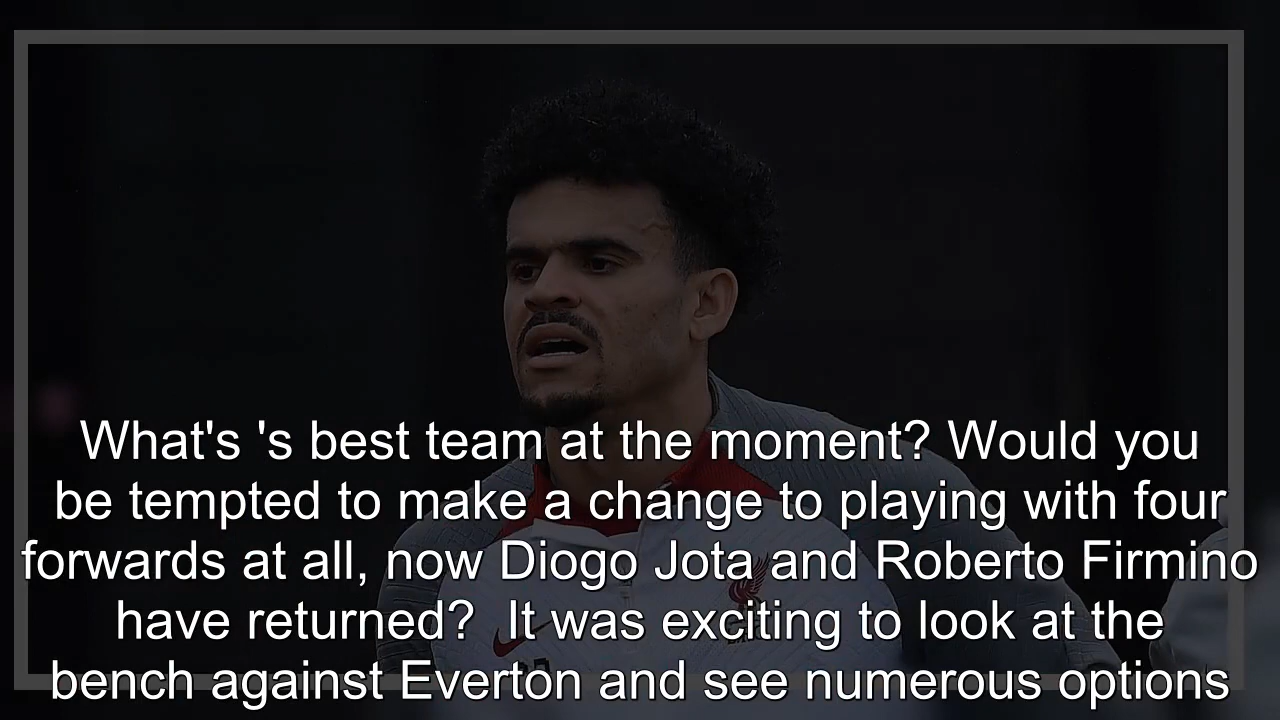 What's 's best team at the moment? Would you
be tempted to make a change to playing with four
forwards at all, now Diogo Jota and Roberto Firmino
have returned?  It was exciting to look at the
bench against Everton and see numerous options